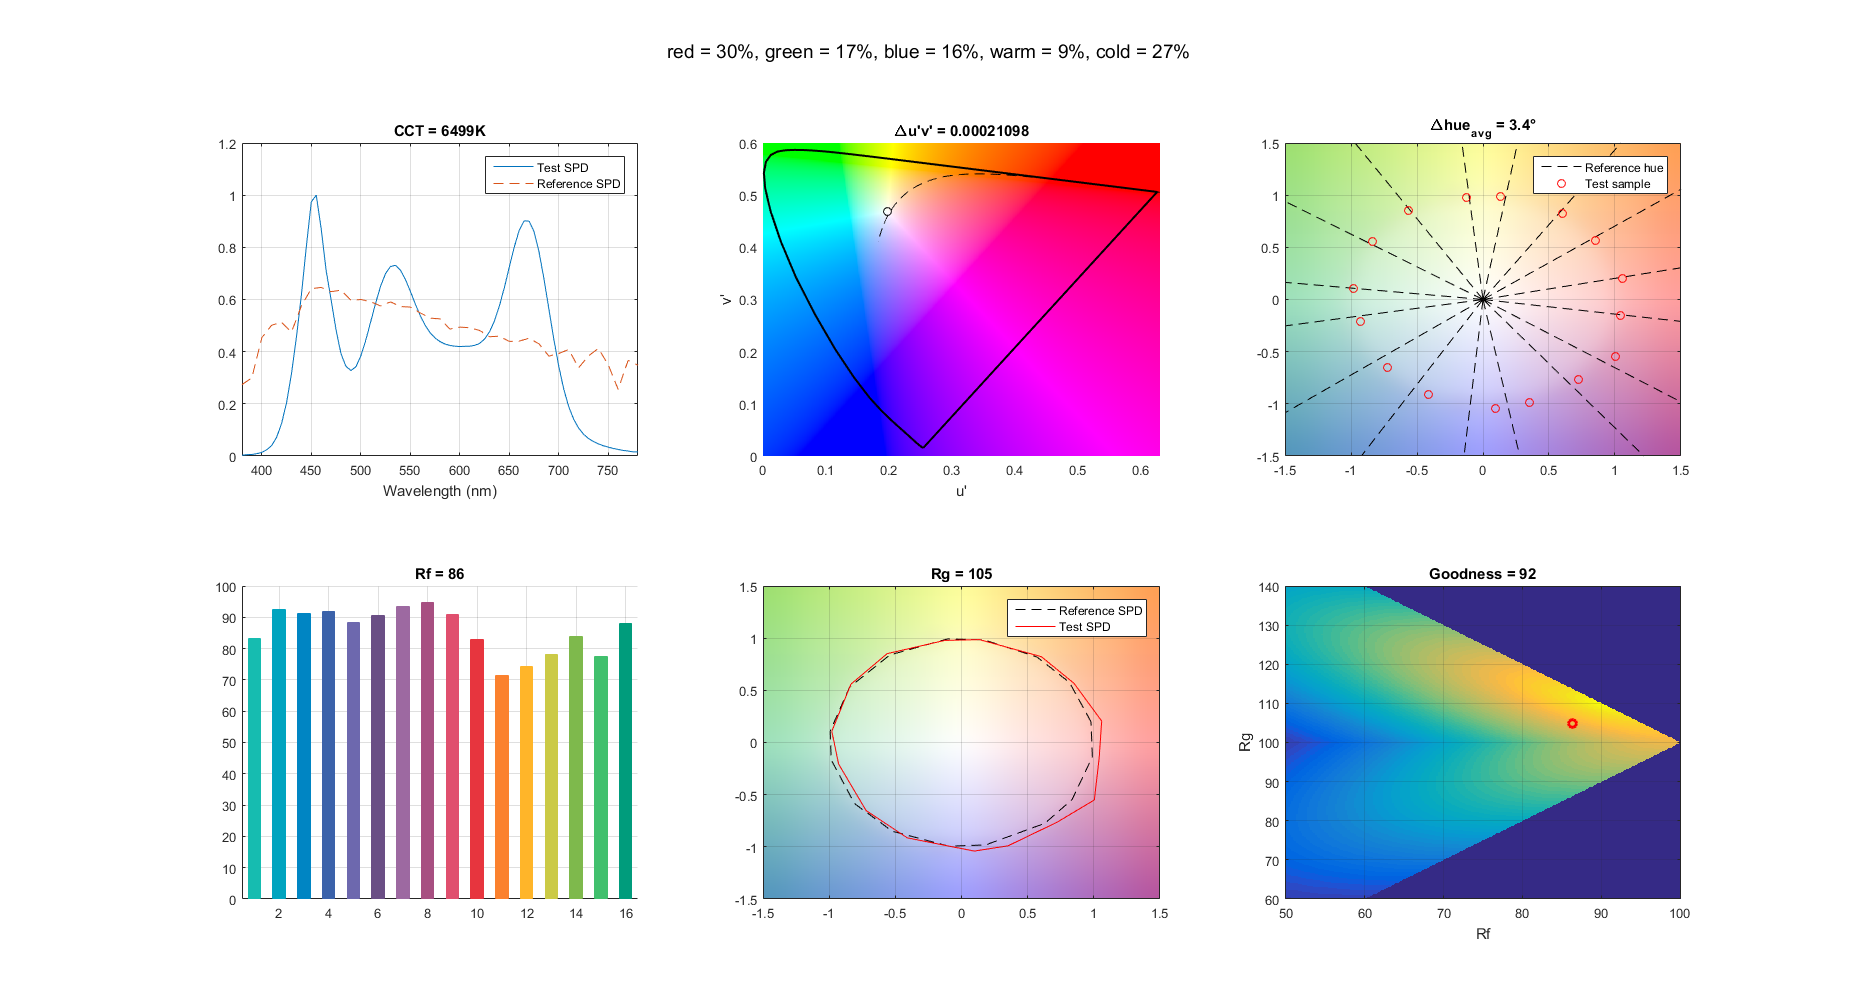 red = 30%, green = 17%, blue = 16%, warm = 9%, cold = 27%
CCT = 6499K
1.2
1
0.8
0.6
0.4
0.2
0
400 450 500 550 600 650 700 750
Wavelength (nm)
Test SPD
Reference SPD
Δu'v' = 0.00021098
0.6
0.5
0.4
0.3
0.2
0.1
0
v'
0 0.1 0.2 0.3 0.4 0.5 0.6
u'
Δhue_avg = 3.4°
1.5
1
0.5
0
-0.5
-1
-1.5
-1.5 -1 -0.5 0 0.5 1 1.5
Reference hue
Test sample
Rf = 86
100
90
80
70
60
50
40
30
20
10
0
2 4 6 8 10 12 14 16
Rg = 105
1.5
1
0.5
0
-0.5
-1
-1.5
-1.5 -1 -0.5 0 0.5 1 1.5
Reference SPD
Test SPD
Goodness = 92
140
130
120
110
100
90
80
70
60
Rg
50 60 70 80 90 100
Rf